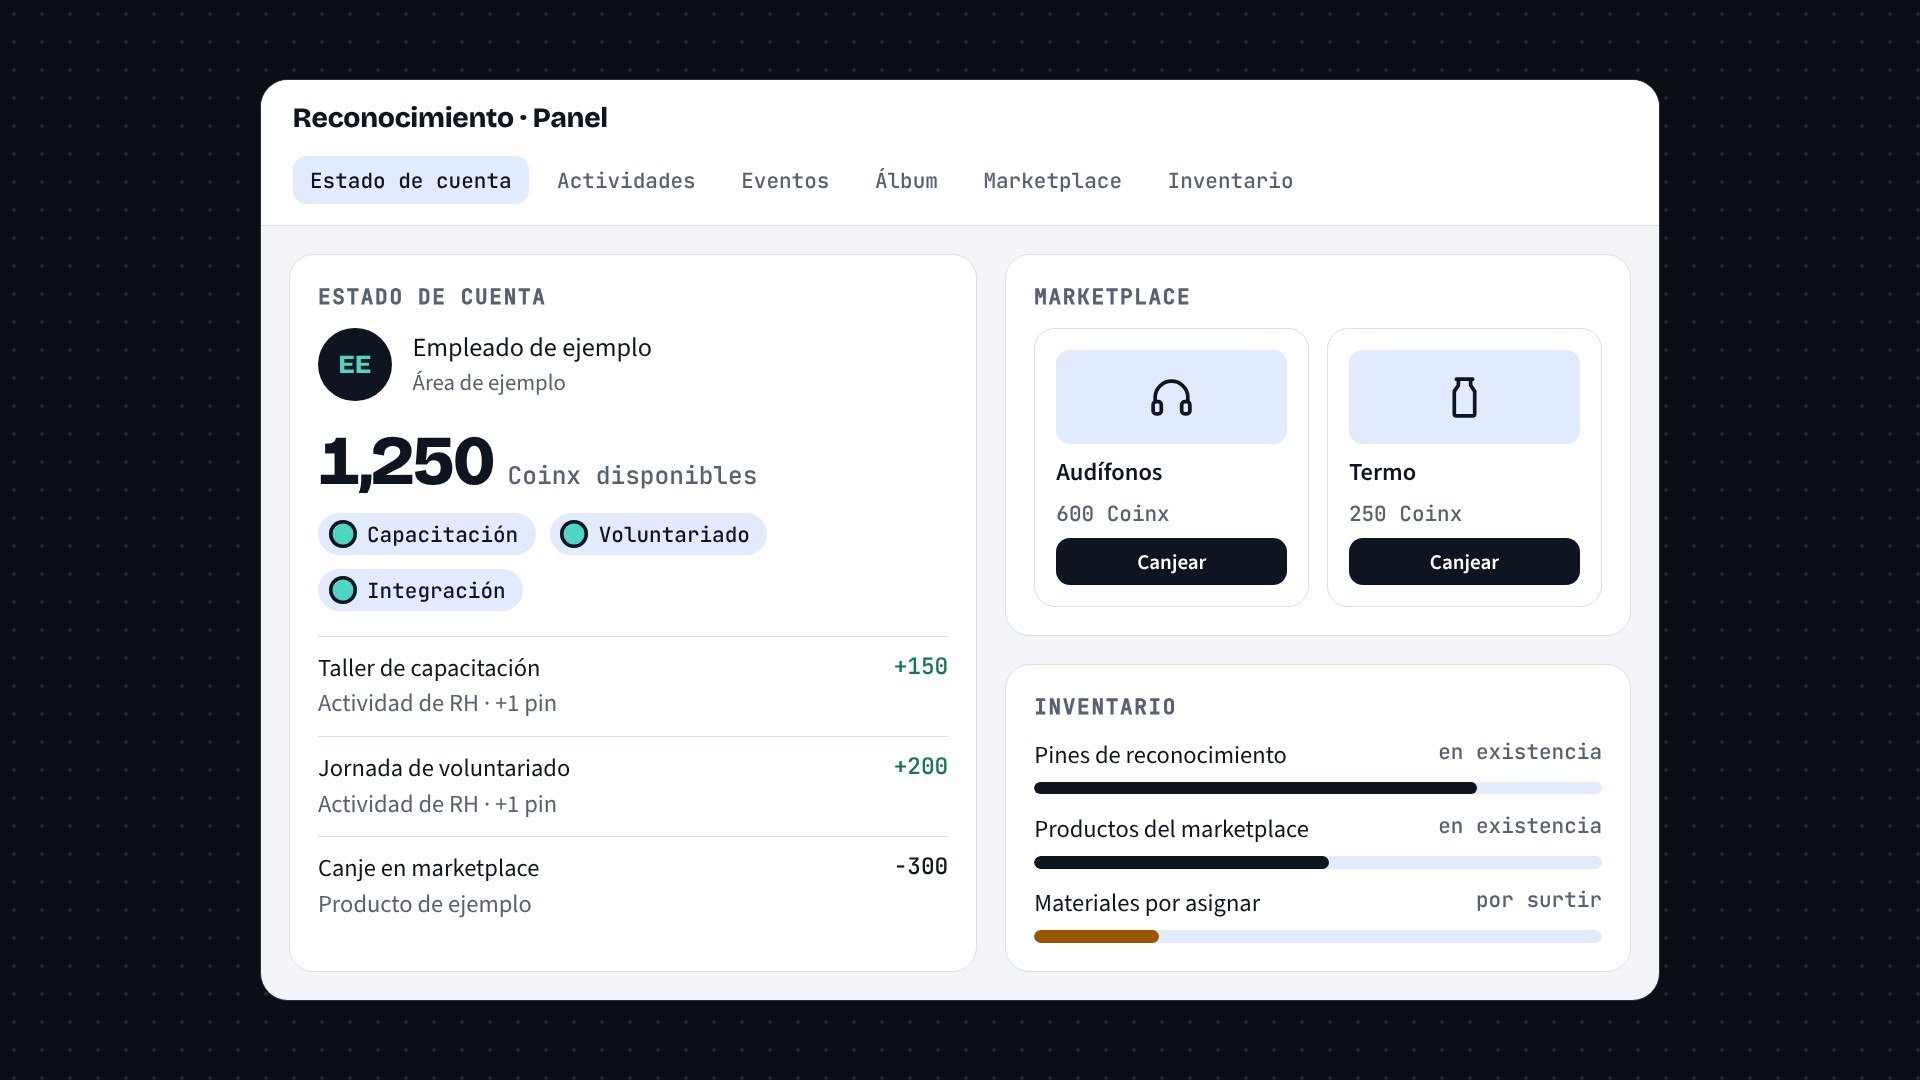 Reconocimiento · Panel
Estado de cuenta Actividades Eventos Álbum Marketplace Inventario
ESTADO DE CUENTA
EE
Empleado de ejemplo
Área de ejemplo
1,250 Coinx disponibles
Capacitación Voluntariado
Integración
Taller de capacitación +150
Actividad de RH · +1 pin
Jornada de voluntariado +200
Actividad de RH · +1 pin
Canje en marketplace -300
Producto de ejemplo
MARKETPLACE
Audífonos
600 Coinx
Canjear
Termo
250 Coinx
Canjear
INVENTARIO
Pines de reconocimiento en existencia
Productos del marketplace en existencia
Materiales por asignar por surtir